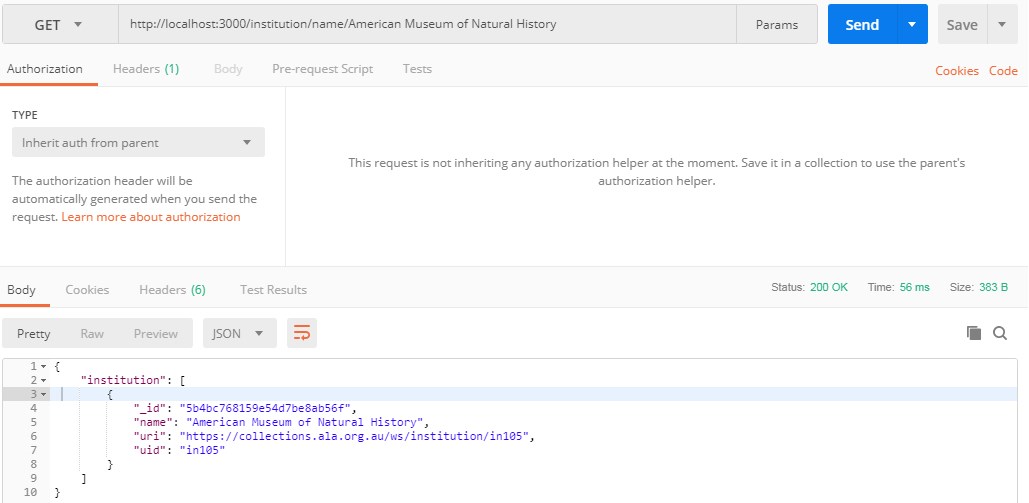 GET http://localhost:3000/institution/name/American Museum of Natural History Params Send Save
Authorization Headers (1) Body Pre-request Script Tests Cookies Code
TYPE
Inherit auth from parent
The authorization header will be
automatically generated when you send the
request. Learn more about authorization
This request is not inheriting any authorization helper at the moment. Save it in a collection to use the parent's
authorization helper.
Body Cookies Headers (6) Test Results Status: 200 OK Time: 56 ms Size: 383 B
Pretty Raw Preview JSON
1 {
2 "institution": [
3 {
4 "_id": "5b4bc768159e54d7be8ab56f",
5 "name": "American Museum of Natural History",
6 "uri": "https://collections.ala.org.au/ws/institution/in105",
7 "uid": "in105"
8 }
9 ]
10 }